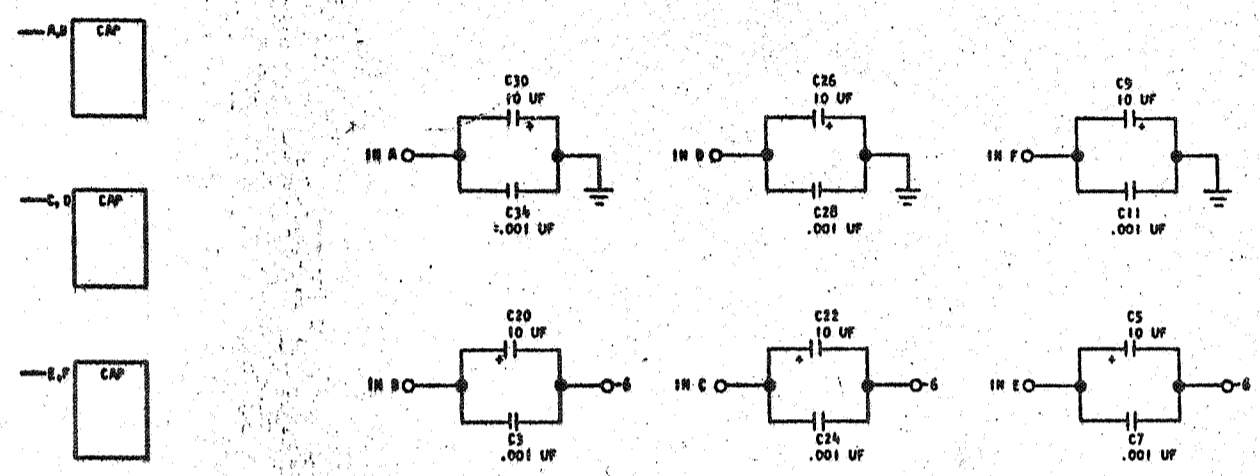 A,B
CAP
C30
10 UF
+
IN A
C34
.001 UF
C26
10 UF
+
IN D
C28
.001 UF
C9
10 UF
+
IN F
C11
.001 UF
C,D
CAP
C20
10 UF
+
IN B
-6
C3
.001 UF
C22
10 UF
+
IN C
-6
C24
.001 UF
C5
10 UF
+
IN E
-6
C7
.001 UF
E,F
CAP